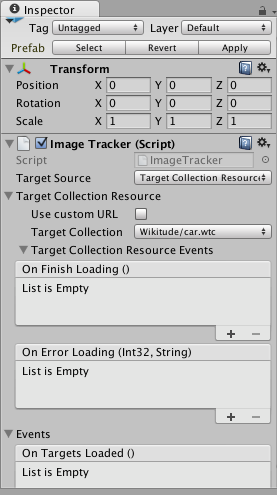 Inspector
Tag Untagged Layer Default
Prefab Select Revert Apply
Transform
Position X 0 Y 0 Z 0
Rotation X 0 Y 0 Z 0
Scale X 1 Y 1 Z 1
Image Tracker (Script)
Script ImageTracker
Target Source Target Collection Resource
Target Collection Resource
Use custom URL
Target Collection Wikitude/car.wtc
Target Collection Resource Events
On Finish Loading ()
List is Empty
+ −
On Error Loading (Int32, String)
List is Empty
+ −
Events
On Targets Loaded ()
List is Empty